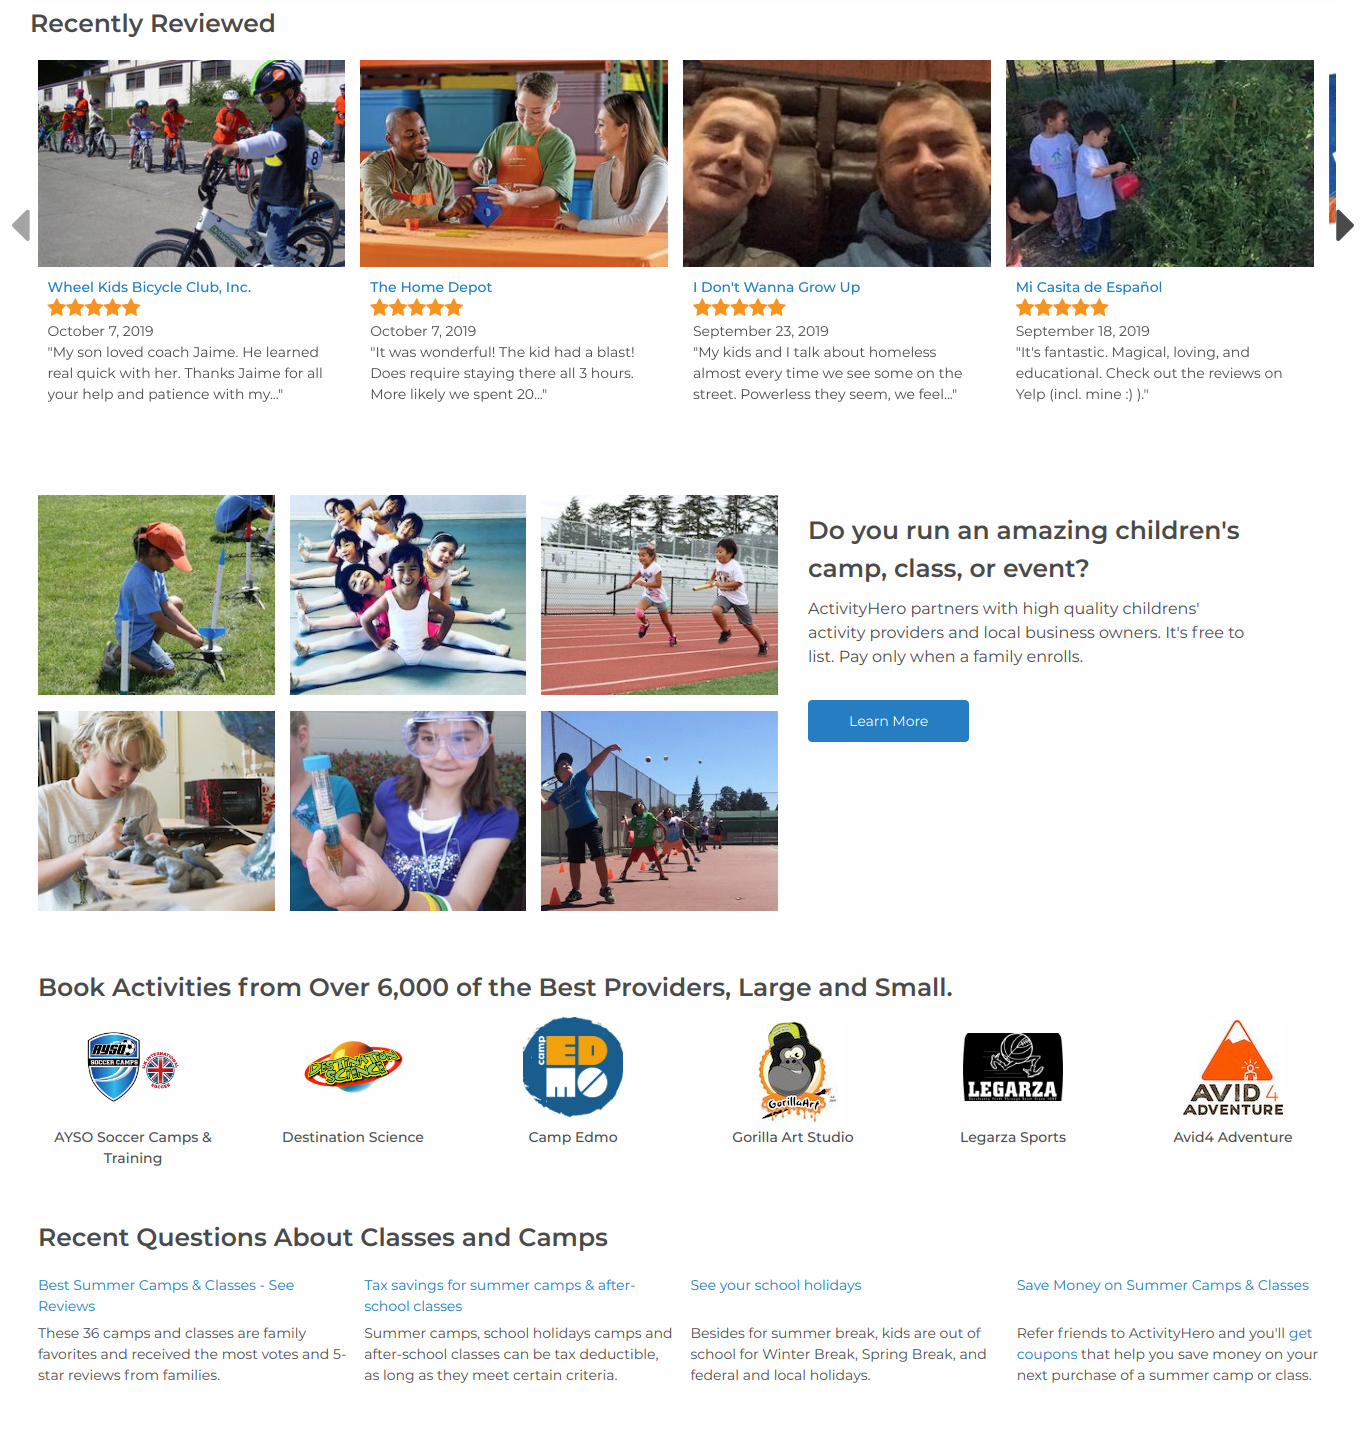 Recently Reviewed
8
Wheel Kids Bicycle Club, Inc.
October 7, 2019
"My son loved coach Jaime. He learned
real quick with her. Thanks Jaime for all
your help and patience with my..."
The Home Depot
October 7, 2019
"It was wonderful! The kid had a blast!
Does require staying there all 3 hours.
More likely we spent 20..."
I Don't Wanna Grow Up
September 23, 2019
"My kids and I talk about homeless
almost every time we see some on the
street. Powerless they seem, we feel..."
Mi Casita de Español
September 18, 2019
"It's fantastic. Magical, loving, and
educational. Check out the reviews on
Yelp (incl. mine :) )."
Do you run an amazing children's
camp, class, or event?
ActivityHero partners with high quality childrens'
activity providers and local business owners. It's free to
list. Pay only when a family enrolls.
Learn More
Book Activities from Over 6,000 of the Best Providers, Large and Small.
AYSO
SOCCER CAMPS
UK INTERNATIONAL
SOCCER
AYSO Soccer Camps &
Training
DESTINATION
SCIENCE
Destination Science
camp
ED
MO
Camp Edmo
GorillaArt
Gorilla Art Studio
LEGARZA
Legarza Sports
AVID 4
ADVENTURE
Avid4 Adventure
Recent Questions About Classes and Camps
Best Summer Camps & Classes - See
Reviews
These 36 camps and classes are family
favorites and received the most votes and 5-
star reviews from families.
Tax savings for summer camps & after-
school classes
Summer camps, school holidays camps and
after-school classes can be tax deductible,
as long as they meet certain criteria.
See your school holidays
Besides for summer break, kids are out of
school for Winter Break, Spring Break, and
federal and local holidays.
Save Money on Summer Camps & Classes
Refer friends to ActivityHero and you'll get
coupons that help you save money on your
next purchase of a summer camp or class.